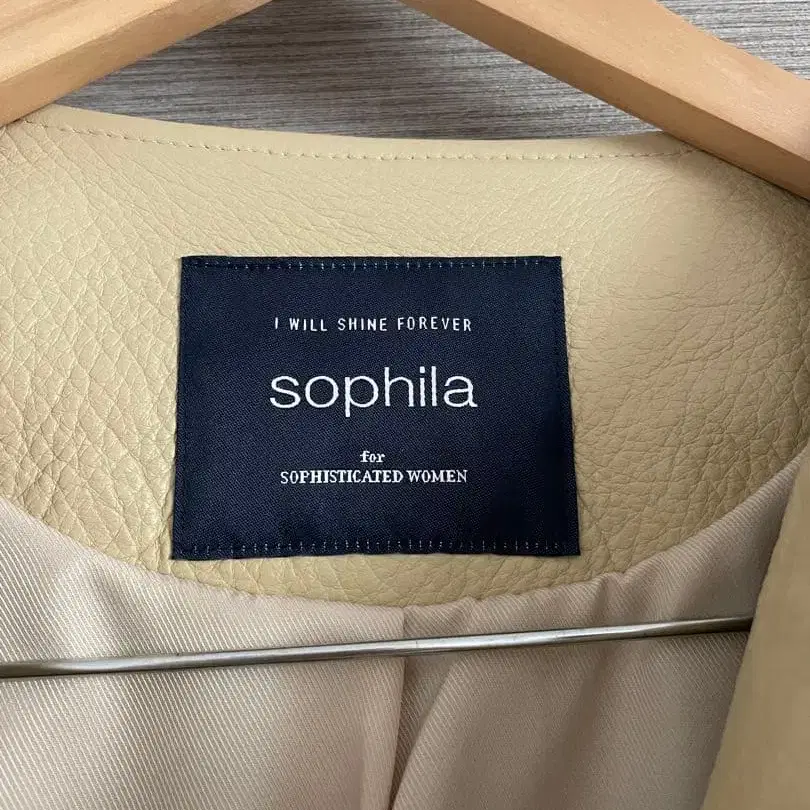 I WILL SHINE FOREVER
sophila
for
SOPHISTICATED WOMEN